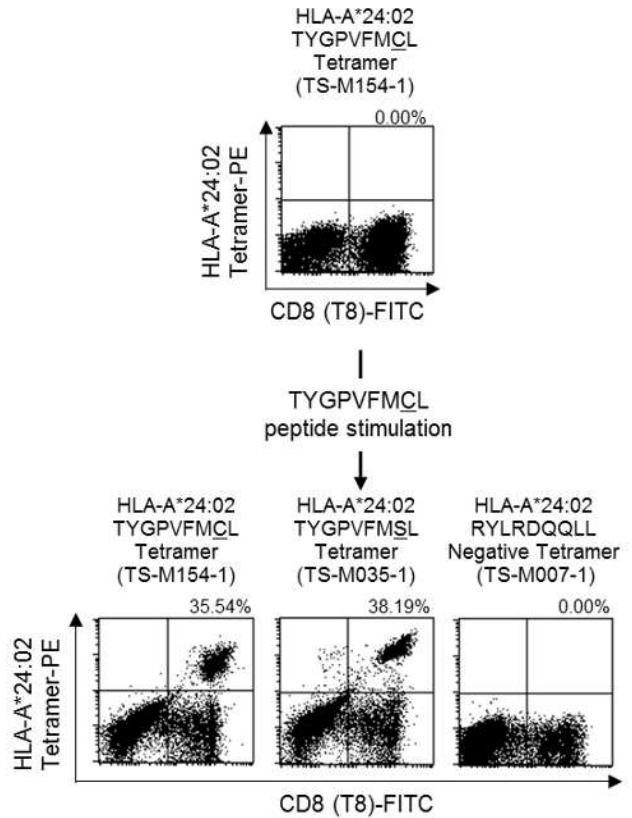 HLA-A*24:02
TYGPVFMCL
Tetramer
(TS-M154-1)
0.00%
HLA-A*24:02
Tetramer-PE
CD8 (T8)-FITC
TYGPVFMCL
peptide stimulation
HLA-A*24:02
TYGPVFMCL
Tetramer
(TS-M154-1)
35.54%
HLA-A*24:02
TYGPVFMSL
Tetramer
(TS-M035-1)
38.19%
HLA-A*24:02
RYLRDQQLL
Negative Tetramer
(TS-M007-1)
0.00%
HLA-A*24:02
Tetramer-PE
CD8 (T8)-FITC